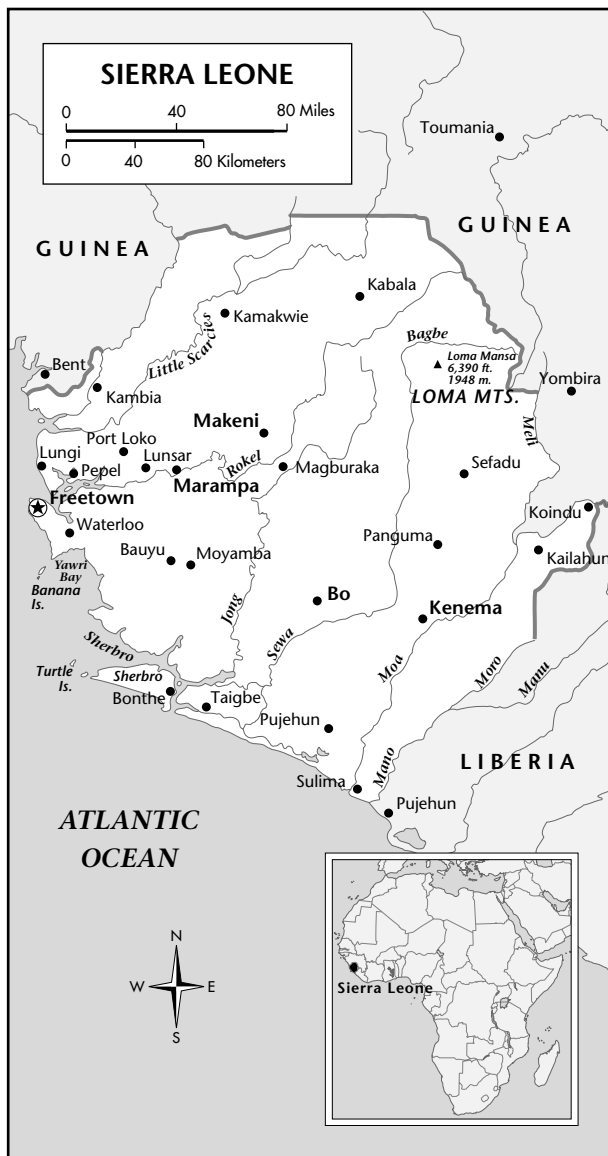 SIERRA LEONE
0 40 80 Miles
0 40 80 Kilometers
Toumania
GUINEA
GUINEA
Kabala
Kamakwie
Little Scarcies
Bagbe
Loma Mansa
6,390 ft.
1948 m.
LOMA MTS.
Bent
Yombira
Kambia
Meli
Makeni
Port Loko
Lungi
Lunsar
Rokel
Magburaka
Pepel
Marampa
Sefadu
Freetown
Koindu
Waterloo
Panguma
Bauyu
Moyamba
Kailahun
Yawri
Bay
Banana
Is.
Jong
Bo
Sewa
Kenema
Sherbro
Moa
Moro
Manu
Turtle
Is.
Sherbro
Bonthe
Taigbe
Pujehun
Mano
LIBERIA
Sulima
Pujehun
ATLANTIC
OCEAN
N
W E
S
Sierra Leone